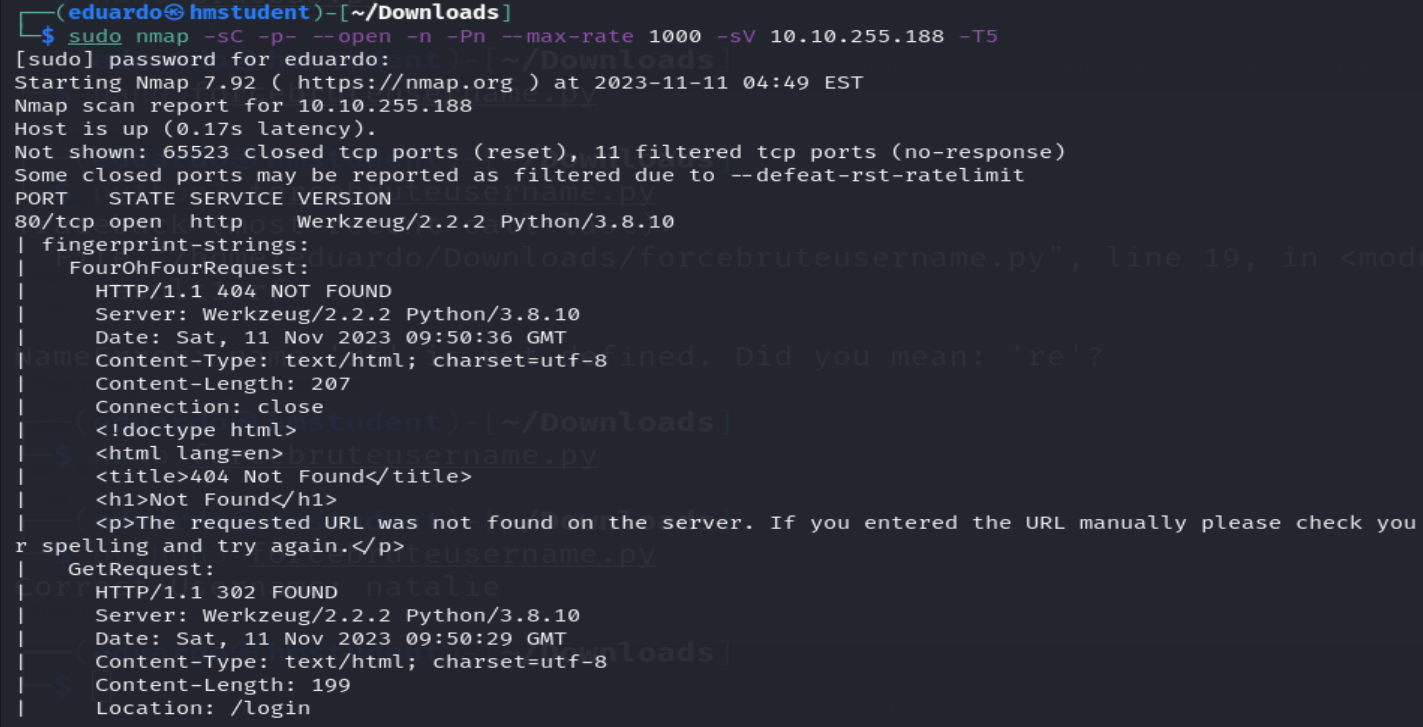 ┌──(eduardo㉿hmstudent)-[~/Downloads]
└─$ sudo nmap -sC -p- --open -n -Pn --max-rate 1000 -sV 10.10.255.188 -T5
[sudo] password for eduardo:
Starting Nmap 7.92 ( https://nmap.org ) at 2023-11-11 04:49 EST
Nmap scan report for 10.10.255.188
Host is up (0.17s latency).
Not shown: 65523 closed tcp ports (reset), 11 filtered tcp ports (no-response)
Some closed ports may be reported as filtered due to --defeat-rst-ratelimit
PORT   STATE SERVICE VERSION
80/tcp open  http    Werkzeug/2.2.2 Python/3.8.10
| fingerprint-strings:
|   FourOhFourRequest:
|     HTTP/1.1 404 NOT FOUND
|     Server: Werkzeug/2.2.2 Python/3.8.10
|     Date: Sat, 11 Nov 2023 09:50:36 GMT
|     Content-Type: text/html; charset=utf-8
|     Content-Length: 207
|     Connection: close
|     <!doctype html>
|     <html lang=en>
|     <title>404 Not Found</title>
|     <h1>Not Found</h1>
|     <p>The requested URL was not found on the server. If you entered the URL manually please check you
r spelling and try again.</p>
|   GetRequest:
|     HTTP/1.1 302 FOUND
|     Server: Werkzeug/2.2.2 Python/3.8.10
|     Date: Sat, 11 Nov 2023 09:50:29 GMT
|     Content-Type: text/html; charset=utf-8
|     Content-Length: 199
|     Location: /login